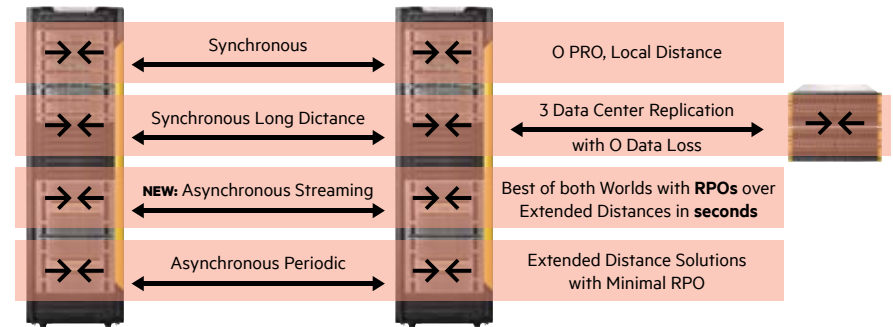 Synchronous
O PRO, Local Distance
Synchronous Long Dictance
3 Data Center Replication
with O Data Loss
NEW: Asynchronous Streaming
Best of both Worlds with RPOs over
Extended Distances in seconds
Asynchronous Periodic
Extended Distance Solutions
with Minimal RPO